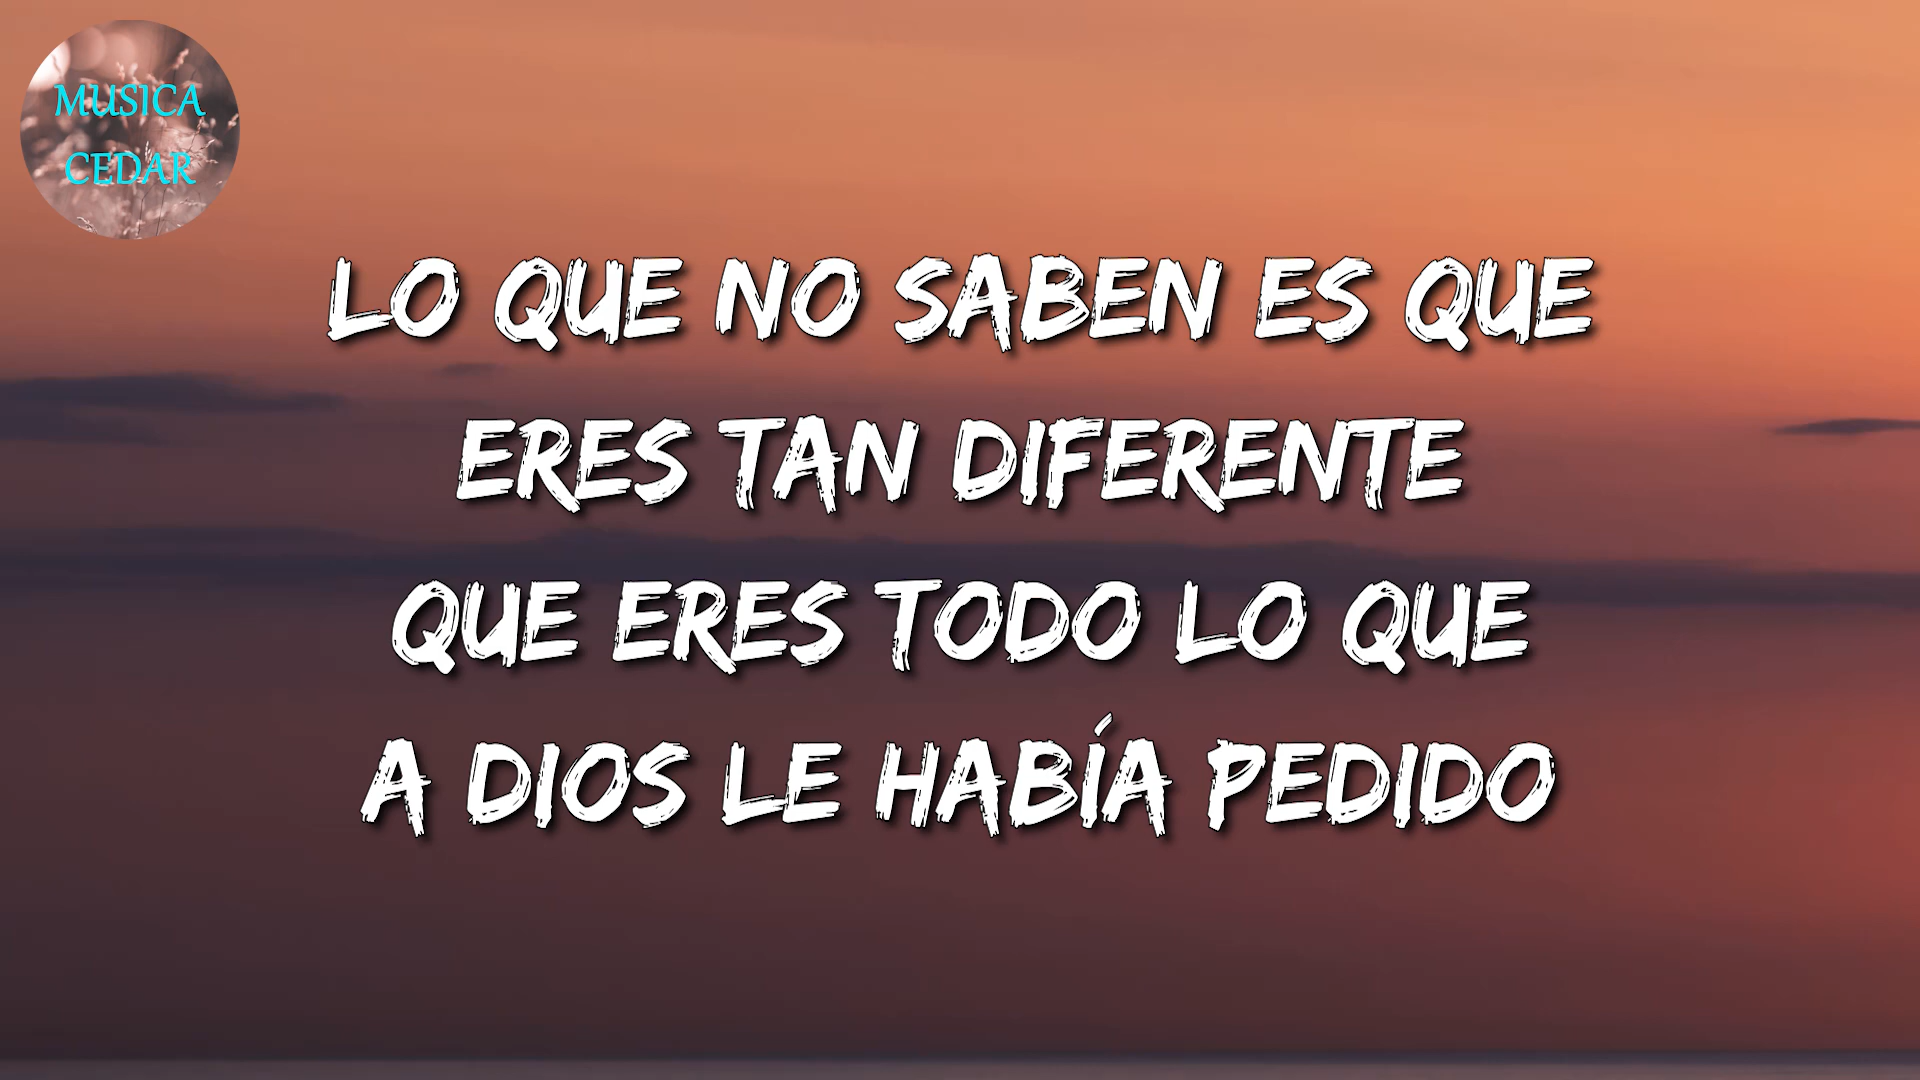 MUSICA
CEDAR
LO QUE NO SABEN ES QUE
ERES TAN DIFERENTE
QUE ERES TODO LO QUE
A DIOS LE HABÍA PEDIDO